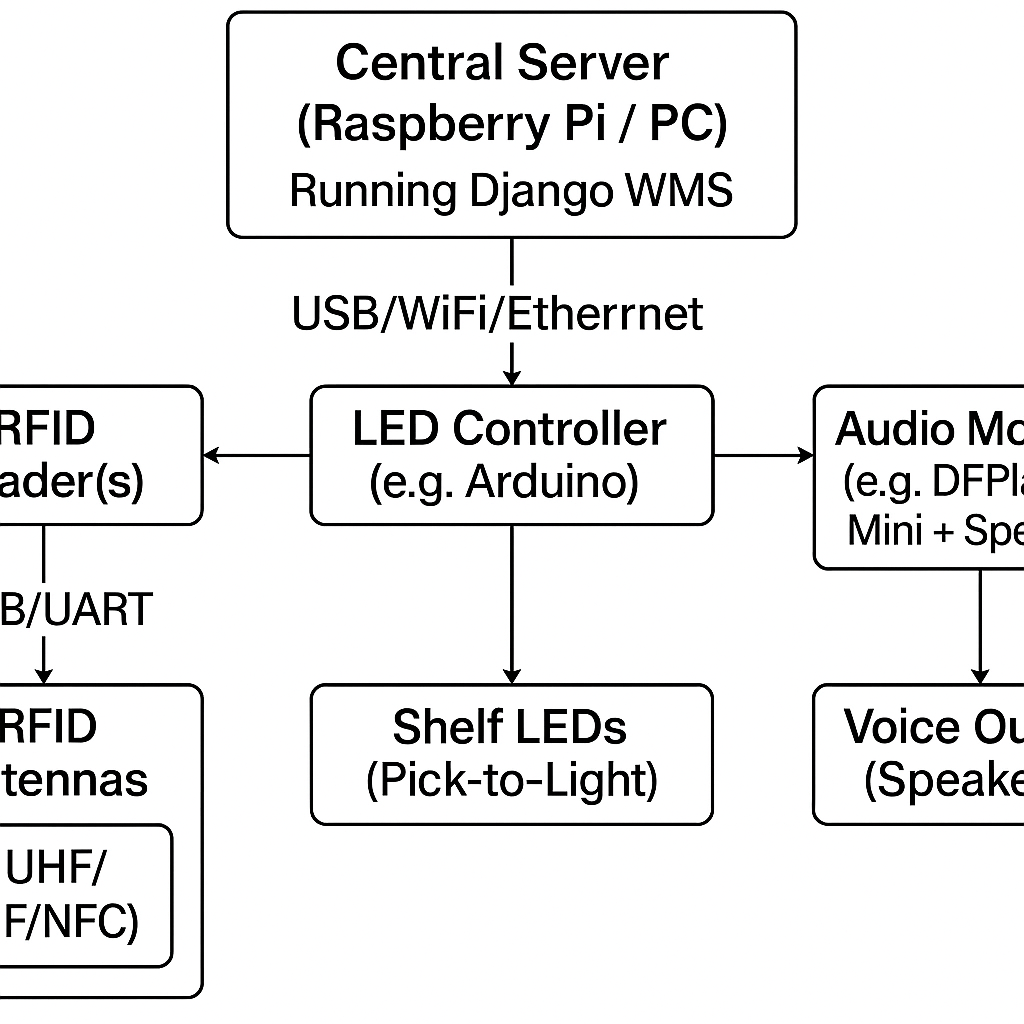 Central Server
(Raspberry Pi / PC)
Running Django WMS
USB/WiFi/Etherrnet
RFID
ader(s)
LED Controller
(e.g. Arduino)
Audio Mo
(e.g. DFPla
Mini + Spe
B/UART
RFID
tennas
UHF/
F/NFC)
Shelf LEDs
(Pick-to-Light)
Voice Ou
(Speake